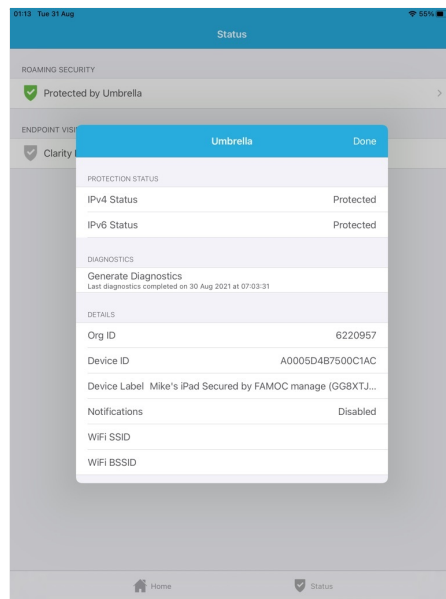 01:13 Tue 31 Aug
55%
Status
ROAMING SECURITY
Protected by Umbrella
ENDPOINT VISI
Clarity
Umbrella
Done
PROTECTION STATUS
IPv4 Status Protected
IPv6 Status Protected
DIAGNOSTICS
Generate Diagnostics
Last diagnostics completed on 30 Aug 2021 at 07:03:31
DETAILS
Org ID 6220957
Device ID A0005D4B7500C1AC
Device Label Mike's iPad Secured by FAMOC manage (GG8XTJ...
Notifications Disabled
WiFi SSID
WiFi BSSID
Home
Status